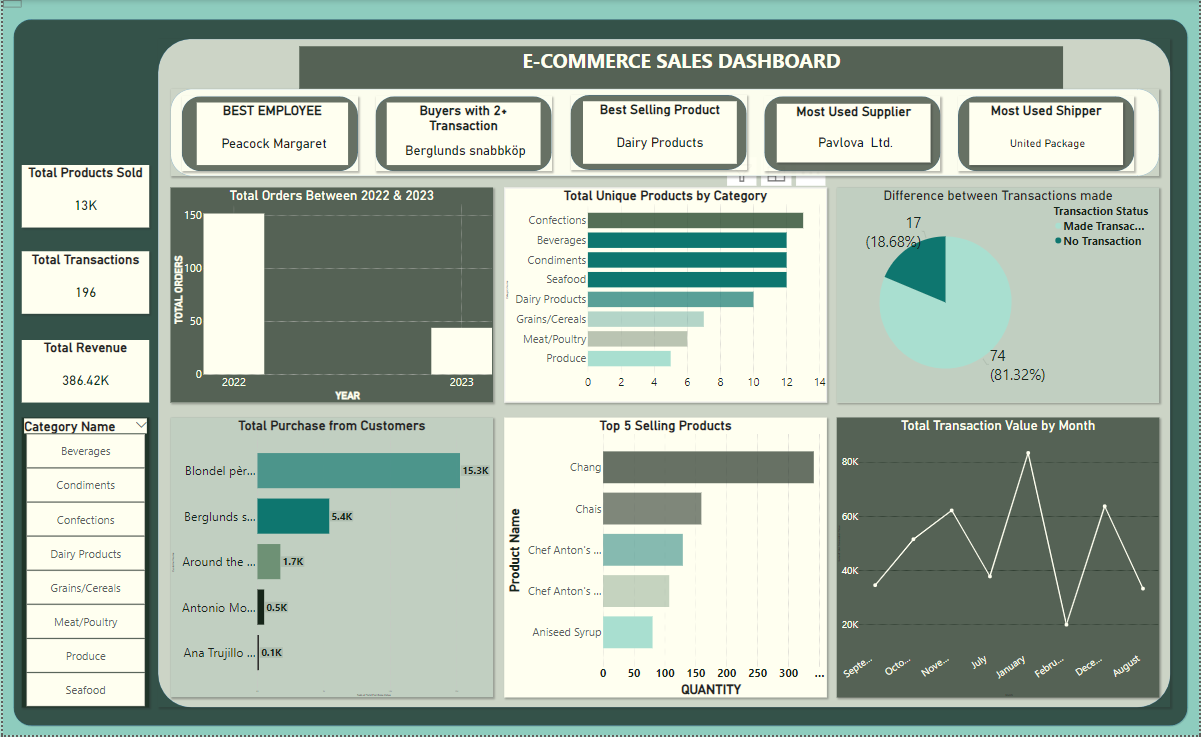 E-COMMERCE SALES DASHBOARD
BEST EMPLOYEE
Peacock Margaret
Buyers with 2+
Transaction
Berglunds snabbköp
Best Selling Product
Dairy Products
Most Used Supplier
Pavlova Ltd.
Most Used Shipper
United Package
Total Products Sold
13K
Total Transactions
196
Total Revenue
386.42K
Category Name
Beverages
Condiments
Confections
Dairy Products
Grains/Cereals
Meat/Poultry
Produce
Seafood
Total Orders Between 2022 & 2023
TOTAL ORDERS
150
100
50
0
2022
2023
YEAR
Total Unique Products by Category
Confections
Beverages
Condiments
Seafood
Dairy Products
Grains/Cereals
Meat/Poultry
Produce
0 2 4 6 8 10 12 14
Difference between Transactions made
Transaction Status
Made Transac...
No Transaction
17
(18.68%)
74
(81.32%)
Total Purchase from Customers
Blondel pèr... 15.3K
Berglunds s... 5.4K
Around the ... 1.7K
Antonio Mo... 0.5K
Ana Trujillo ... 0.1K
Top 5 Selling Products
Product Name
Chang
Chais
Chef Anton's ...
Chef Anton's ...
Aniseed Syrup
0 50 100 150 200 250 300 ...
QUANTITY
Total Transaction Value by Month
80K
60K
40K
20K
Septe... Octo... Nove... July January Febru... Dece... August